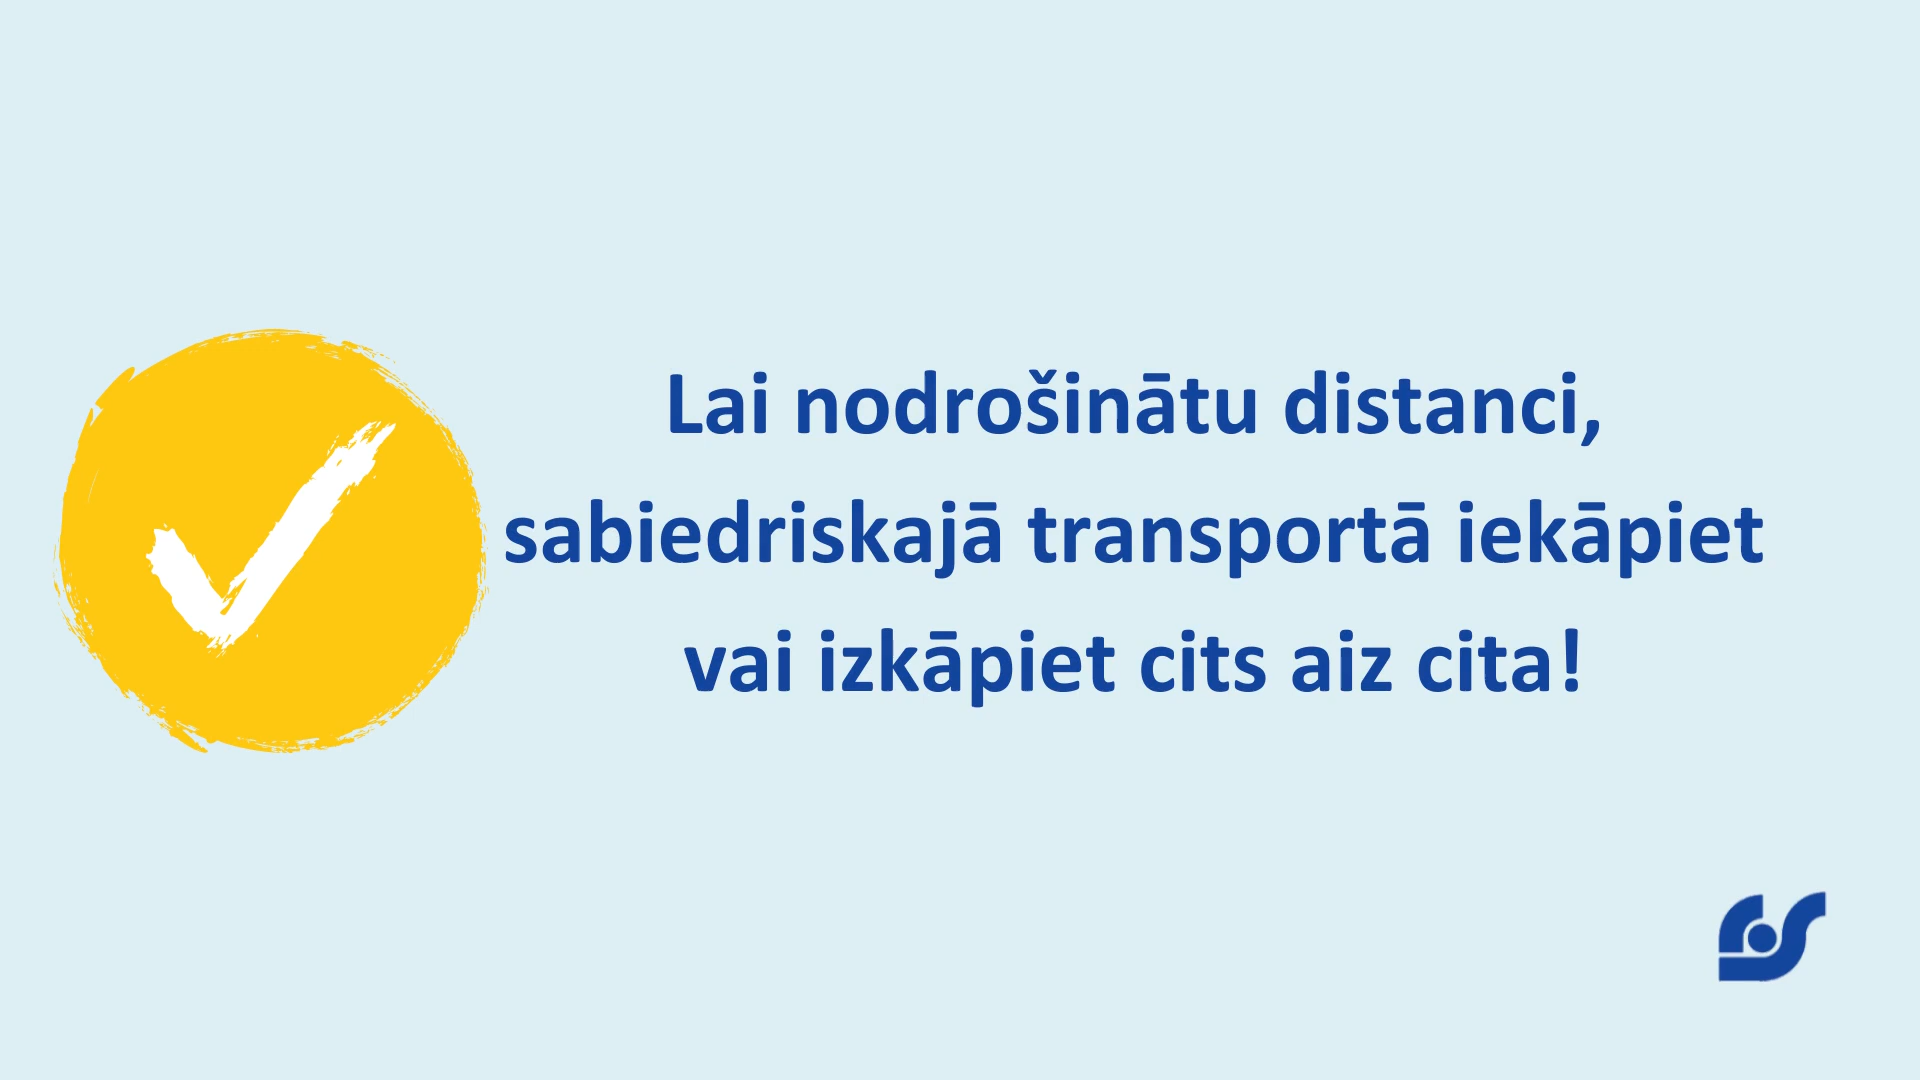 Lai nodrošinātu distanci,
sabiedriskajā transportā iekāpiet
vai izkāpiet cits aiz cita!